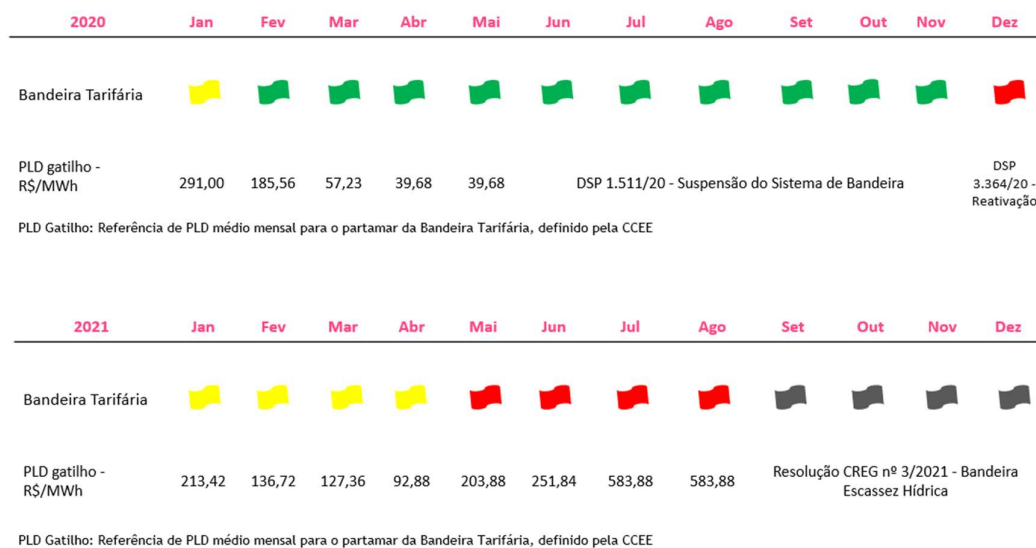 2020 Jan Fev Mar Abr Mai Jun Jul Ago Set Out Nov Dez
Bandeira Tarifária
PLD gatilho -
R$/MWh
291,00 185,56 57,23 39,68 39,68 DSP 1.511/20 - Suspensão do Sistema de Bandeira
DSP
3.364/20 -
Reativação
PLD Gatilho: Referência de PLD médio mensal para o partamar da Bandeira Tarifária, definido pela CCEE
2021 Jan Fev Mar Abr Mai Jun Jul Ago Set Out Nov Dez
Bandeira Tarifária
PLD gatilho -
R$/MWh
213,42 136,72 127,36 92,88 203,88 251,84 583,88 583,88
Resolução CREG nº 3/2021 - Bandeira
Escassez Hídrica
PLD Gatilho: Referência de PLD médio mensal para o partamar da Bandeira Tarifária, definido pela CCEE